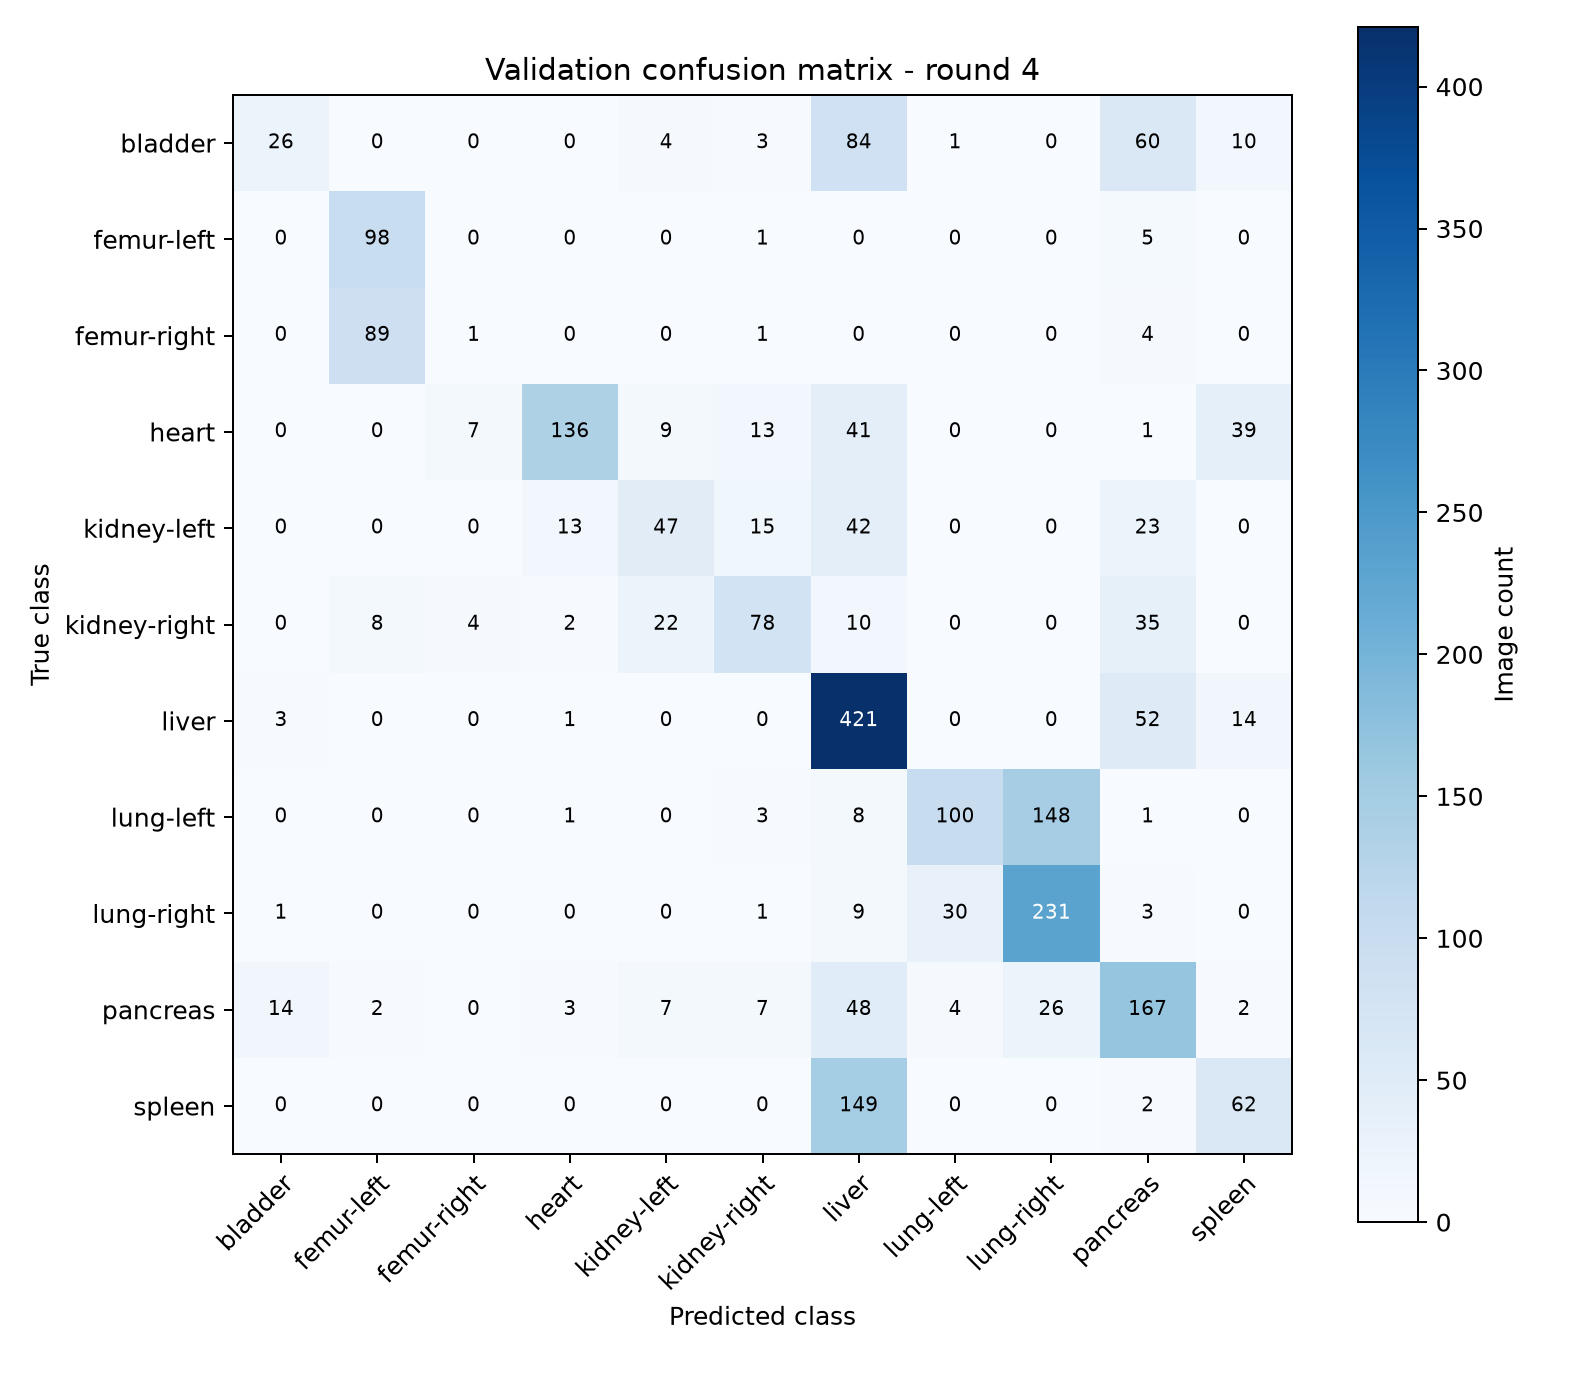 Validation confusion matrix - round 4
bladder 26 0 0 0 4 3 84 1 0 60 10
femur-left 0 98 0 0 0 1 0 0 0 5 0
femur-right 0 89 1 0 0 1 0 0 0 4 0
heart 0 0 7 136 9 13 41 0 0 1 39
kidney-left 0 0 0 13 47 15 42 0 0 23 0
kidney-right 0 8 4 2 22 78 10 0 0 35 0
liver 3 0 0 1 0 0 421 0 0 52 14
lung-left 0 0 0 1 0 3 8 100 148 1 0
lung-right 1 0 0 0 0 1 9 30 231 3 0
pancreas 14 2 0 3 7 7 48 4 26 167 2
spleen 0 0 0 0 0 0 149 0 0 2 62
bladder femur-left femur-right heart kidney-left kidney-right liver lung-left lung-right pancreas spleen
Predicted class
True class
400
350
300
250
200
150
100
50
0
Image count